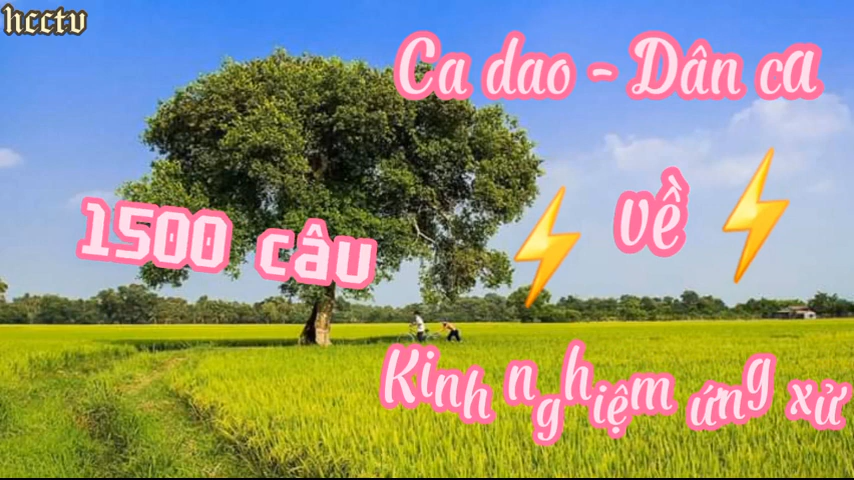 hcctv
Ca dao - Dân ca
1500 câu
về
Kinh nghiệm ứng xử